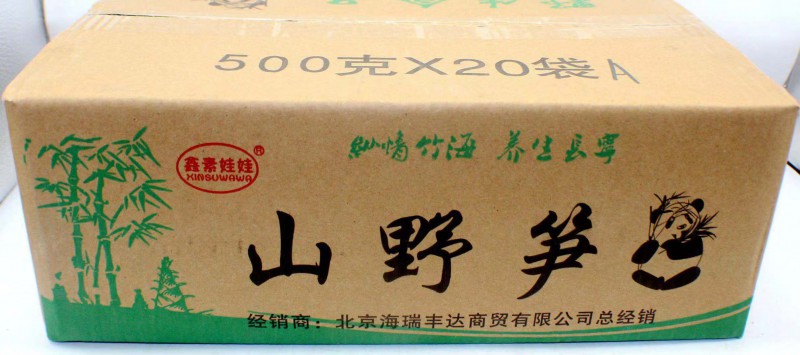 500克X20袋A
鑫素娃娃®
XINSUWAWA
纵情竹海 养生长宁
山野笋
经销商：北京海瑞丰达商贸有限公司总经销